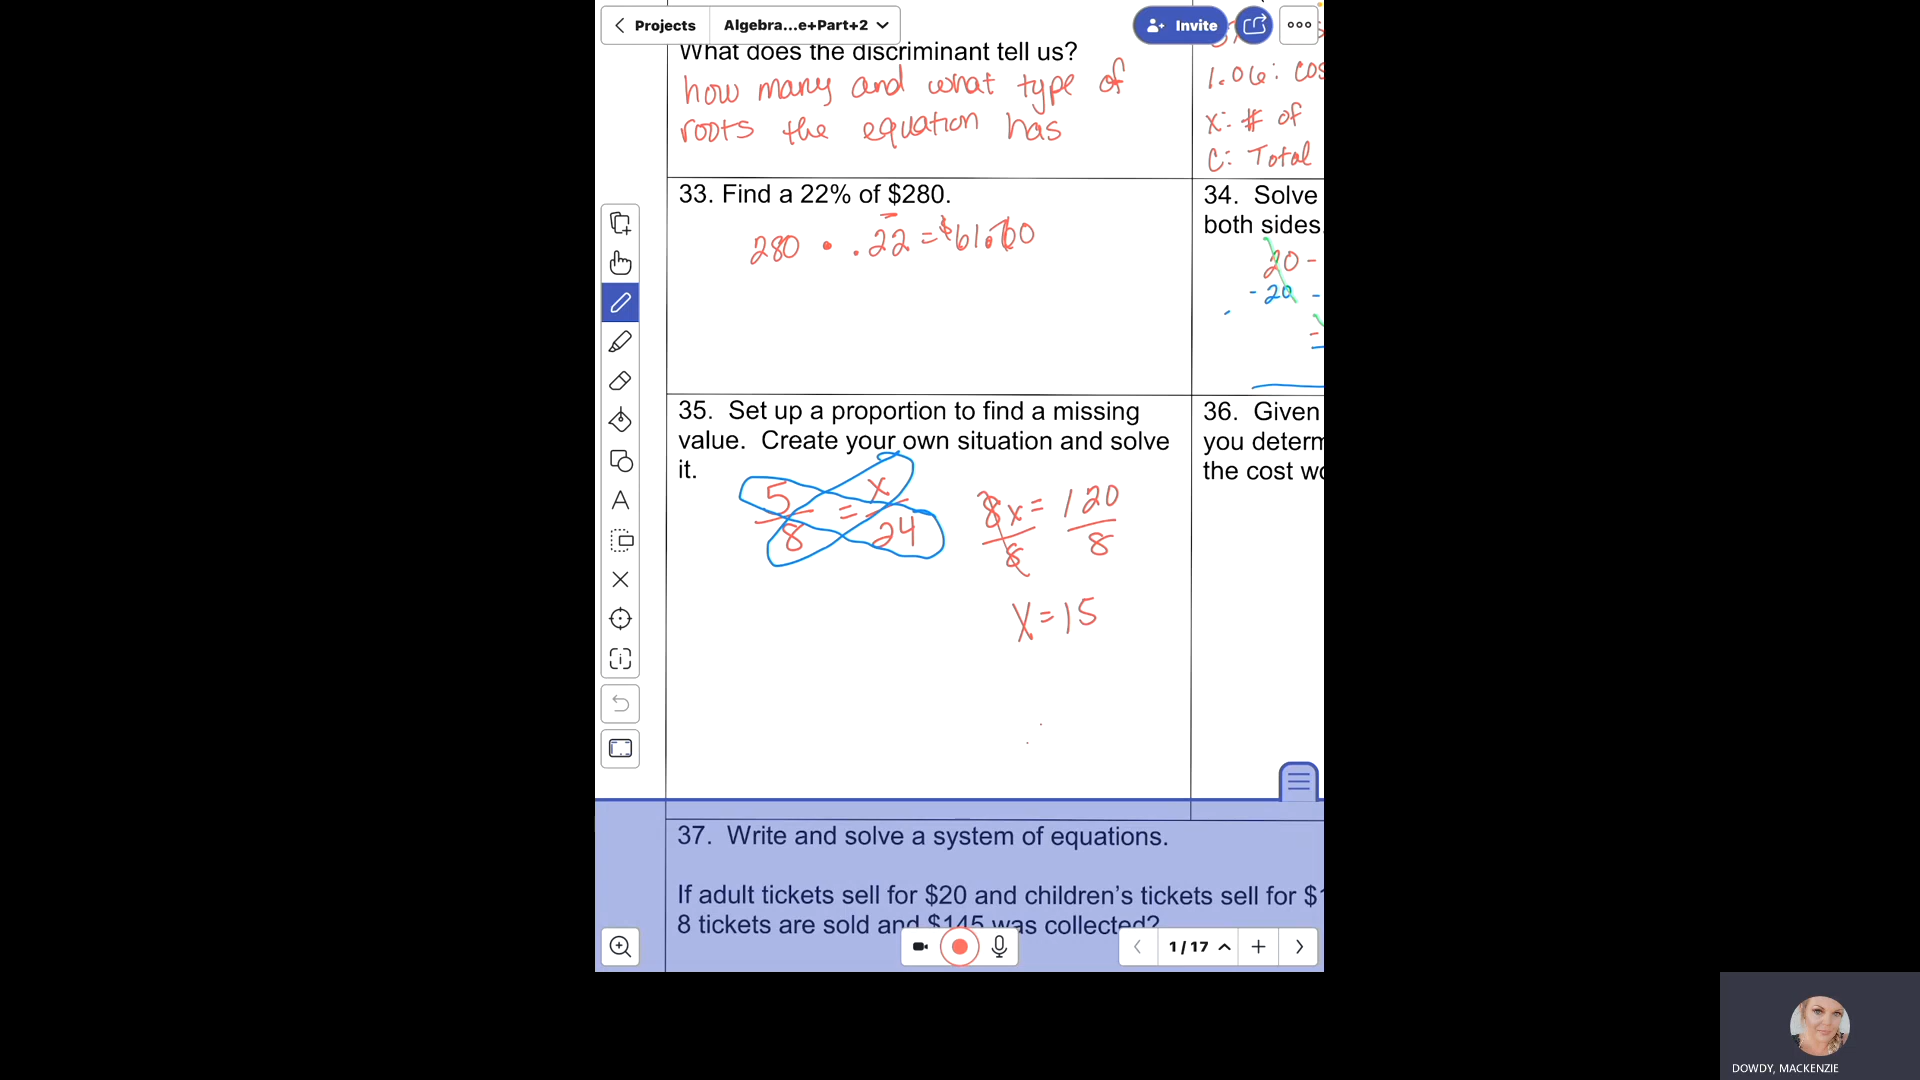 Projects
Algebra...e+Part+2
Invite
What does the discriminant tell us?
how many and what type of
roots the equation has
1.06: cos
x: # of
C: Total
33. Find a 22% of $280.
280 • .22 = $61.60
34. Solve
both sides.
20 -
- 20 -
35. Set up a proportion to find a missing
value. Create your own situation and solve
it.
5/8 = x/24
8x/8 = 120/8
x = 15
36. Given
you determ
the cost wo
37. Write and solve a system of equations.
If adult tickets sell for $20 and children's tickets sell for $
8 tickets are sold and $145 was collected?
1 / 17
DOWDY, MACKENZIE